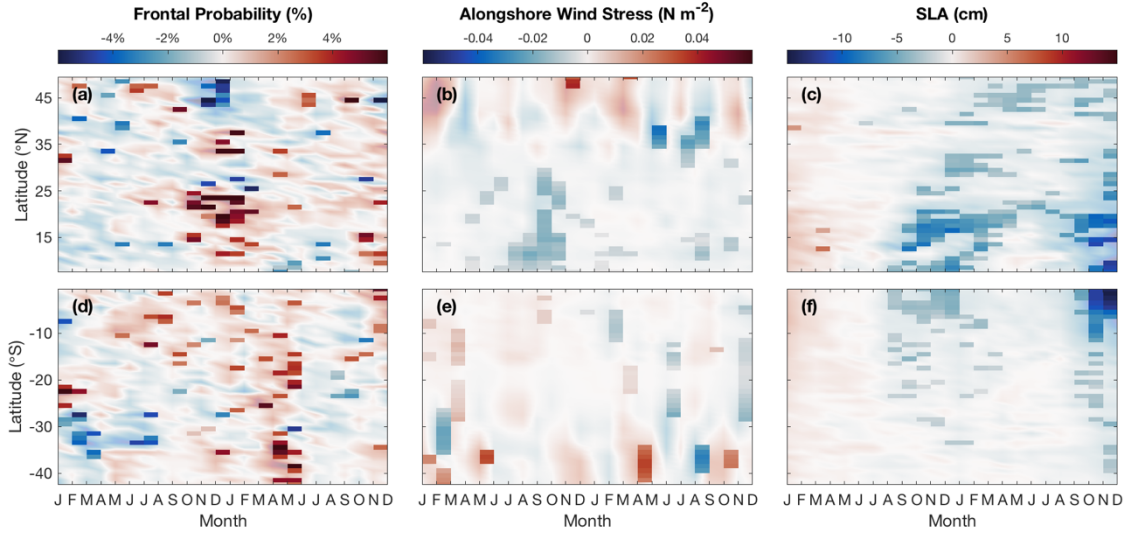 Frontal Probability (%)
Alongshore Wind Stress (N m⁻²)
SLA (cm)
-4% -2% 0% 2% 4%
-0.04 -0.02 0 0.02 0.04
-10 -5 0 5 10
(a)
(b)
(c)
Latitude (°N)
45
35
25
15
(d)
(e)
(f)
Latitude (°S)
-10
-20
-30
-40
J F M A M J J A S O N D J F M A M J J A S O N D
J F M A M J J A S O N D J F M A M J J A S O N D
J F M A M J J A S O N D J F M A M J J A S O N D
Month
Month
Month